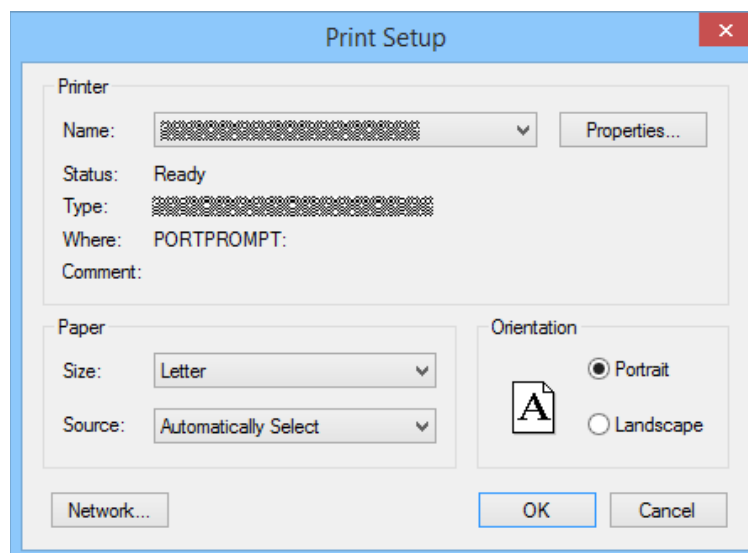 Print Setup
Printer
Name:
Properties...
Status: Ready
Type:
Where: PORTPROMPT:
Comment:
Paper
Size: Letter
Source: Automatically Select
Orientation
A
Portrait
Landscape
Network...
OK
Cancel